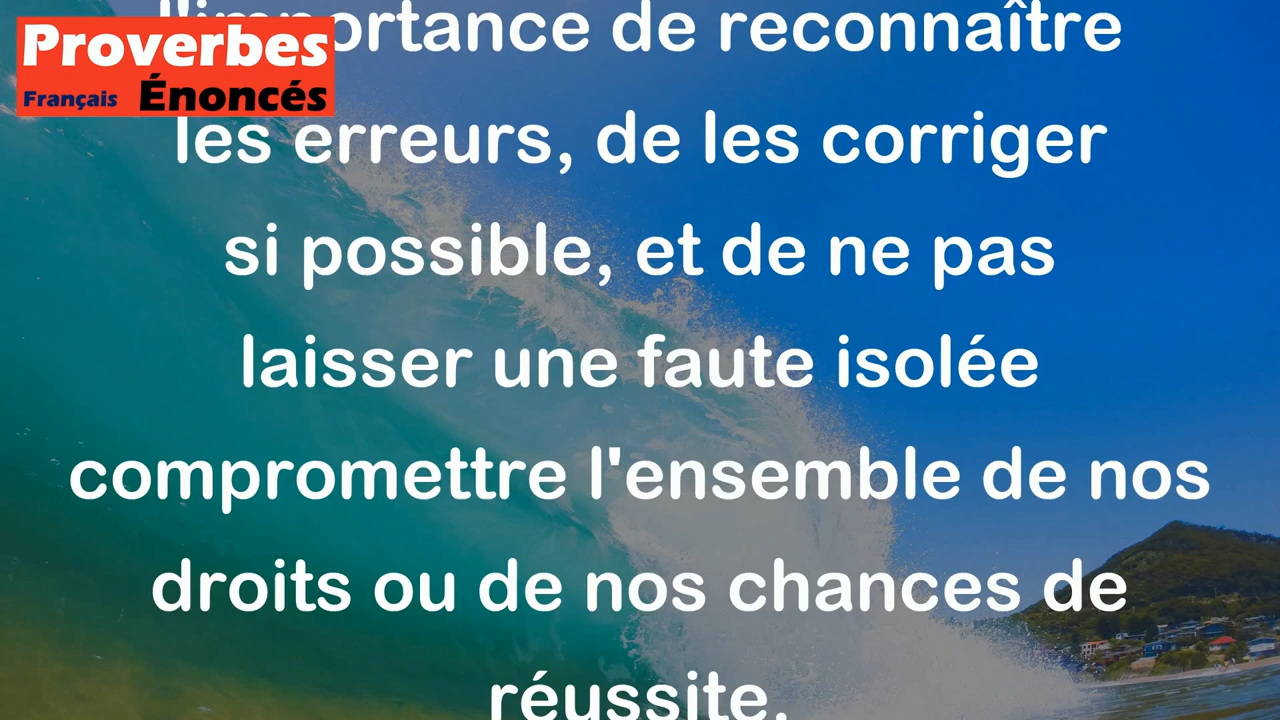 Proverbes
Français Énoncés
l'importance de reconnaître
les erreurs, de les corriger
si possible, et de ne pas
laisser une faute isolée
compromettre l'ensemble de nos
droits ou de nos chances de
réussite.